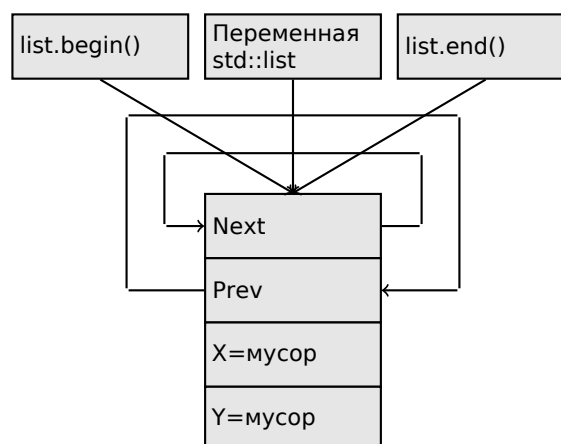 list.begin()
Переменная
std::list
list.end()
Next
Prev
X=мусор
Y=мусор